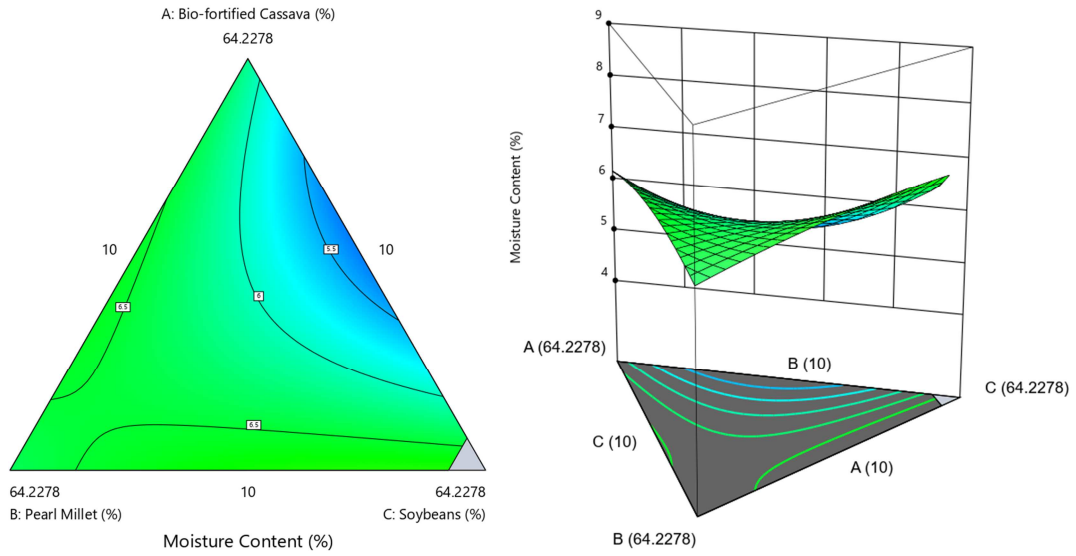 A: Bio-fortified Cassava (%)
64.2278
10
10
5.5
6
6.5
6.5
64.2278
10
64.2278
B: Pearl Millet (%)
C: Soybeans (%)
Moisture Content (%)
9
8
7
6
5
4
Moisture Content (%)
A (64.2278)
B (10)
C (64.2278)
C (10)
A (10)
B (64.2278)